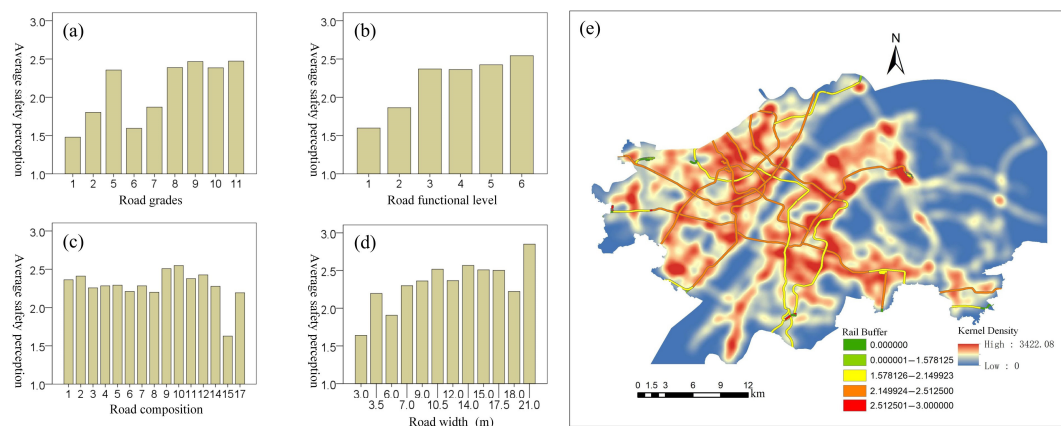 (a)
Average safety perception
3.0
2.5
2.0
1.5
1.0
1 2 5 6 7 8 9 10 11
Road grades
(b)
Average safety perception
3.0
2.5
2.0
1.5
1.0
1 2 3 4 5 6
Road functional level
(c)
Average safety perception
3.0
2.5
2.0
1.5
1.0
1 2 3 4 5 6 7 8 9 10 11 12 14 15 17
Road composition
(d)
Average safety perception
3.0
2.5
2.0
1.5
1.0
3.0 6.0 9.0 12.0 15.0 18.0
3.5 7.0 10.5 14.0 17.5 21.0
Road width (m)
(e)
N
Rail Buffer
0.000000
0.000001—1.578125
1.578126—2.149923
2.149924—2.512500
2.512501—3.000000
Kernel Density
High : 3422.08
Low : 0
0 1.5 3 6 9 12
km